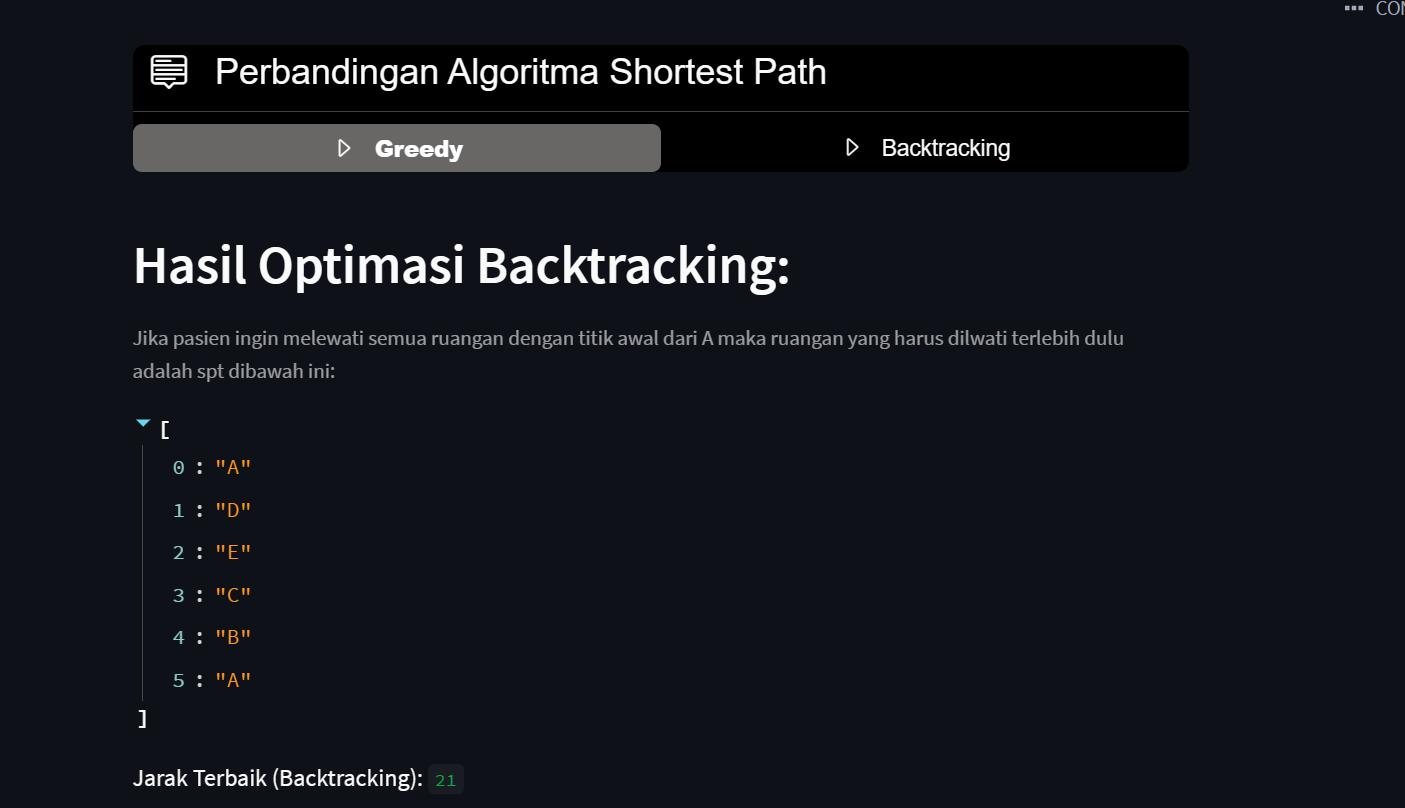 CON
Perbandingan Algoritma Shortest Path
Greedy
Backtracking
Hasil Optimasi Backtracking:
Jika pasien ingin melewati semua ruangan dengan titik awal dari A maka ruangan yang harus dilwati terlebih dulu
adalah spt dibawah ini:
[
0 : "A"
1 : "D"
2 : "E"
3 : "C"
4 : "B"
5 : "A"
]
Jarak Terbaik (Backtracking): 21